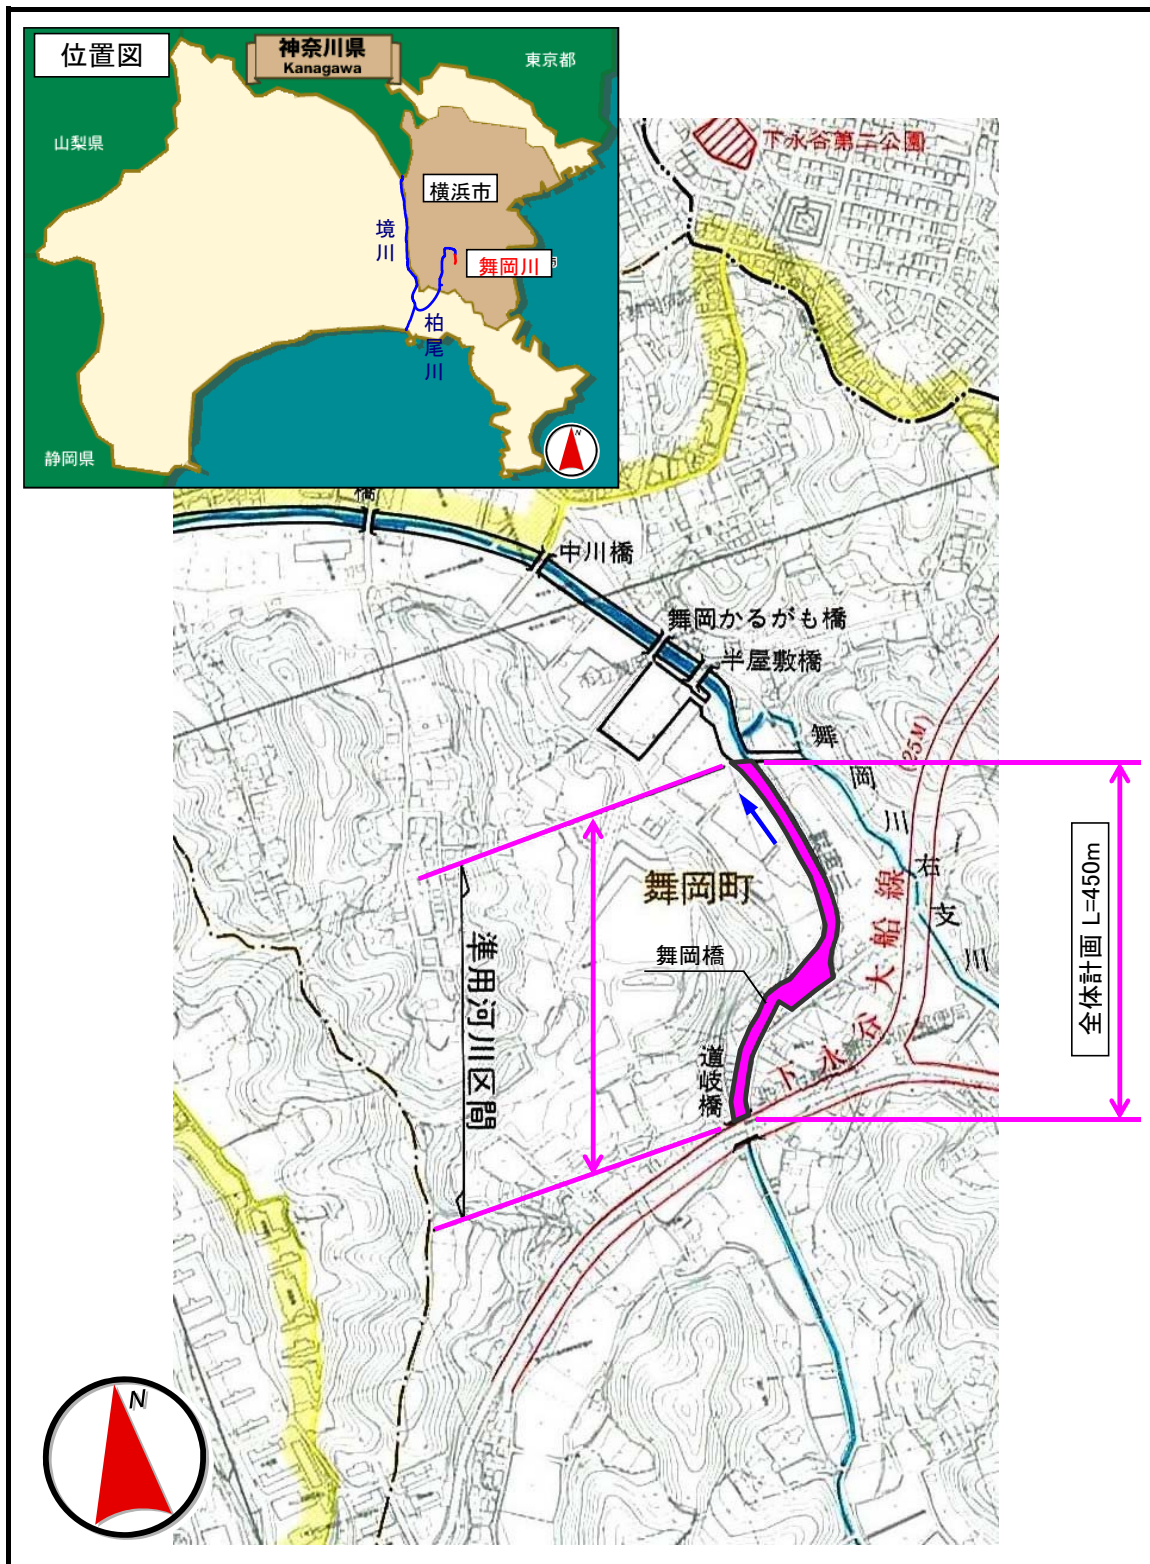 位置図
神奈川県
Kanagawa
東京都
山梨県
横浜市
境川
舞岡川
市
柏尾川
静岡県
N
下永谷第二公園
橋
中川橋
舞岡かるがも橋
半屋敷橋
舞岡川右支川
(25M)
舞岡町
舞岡橋
準用河川区間
道岐橋
下永谷大船線
全体計画 L=450m
N